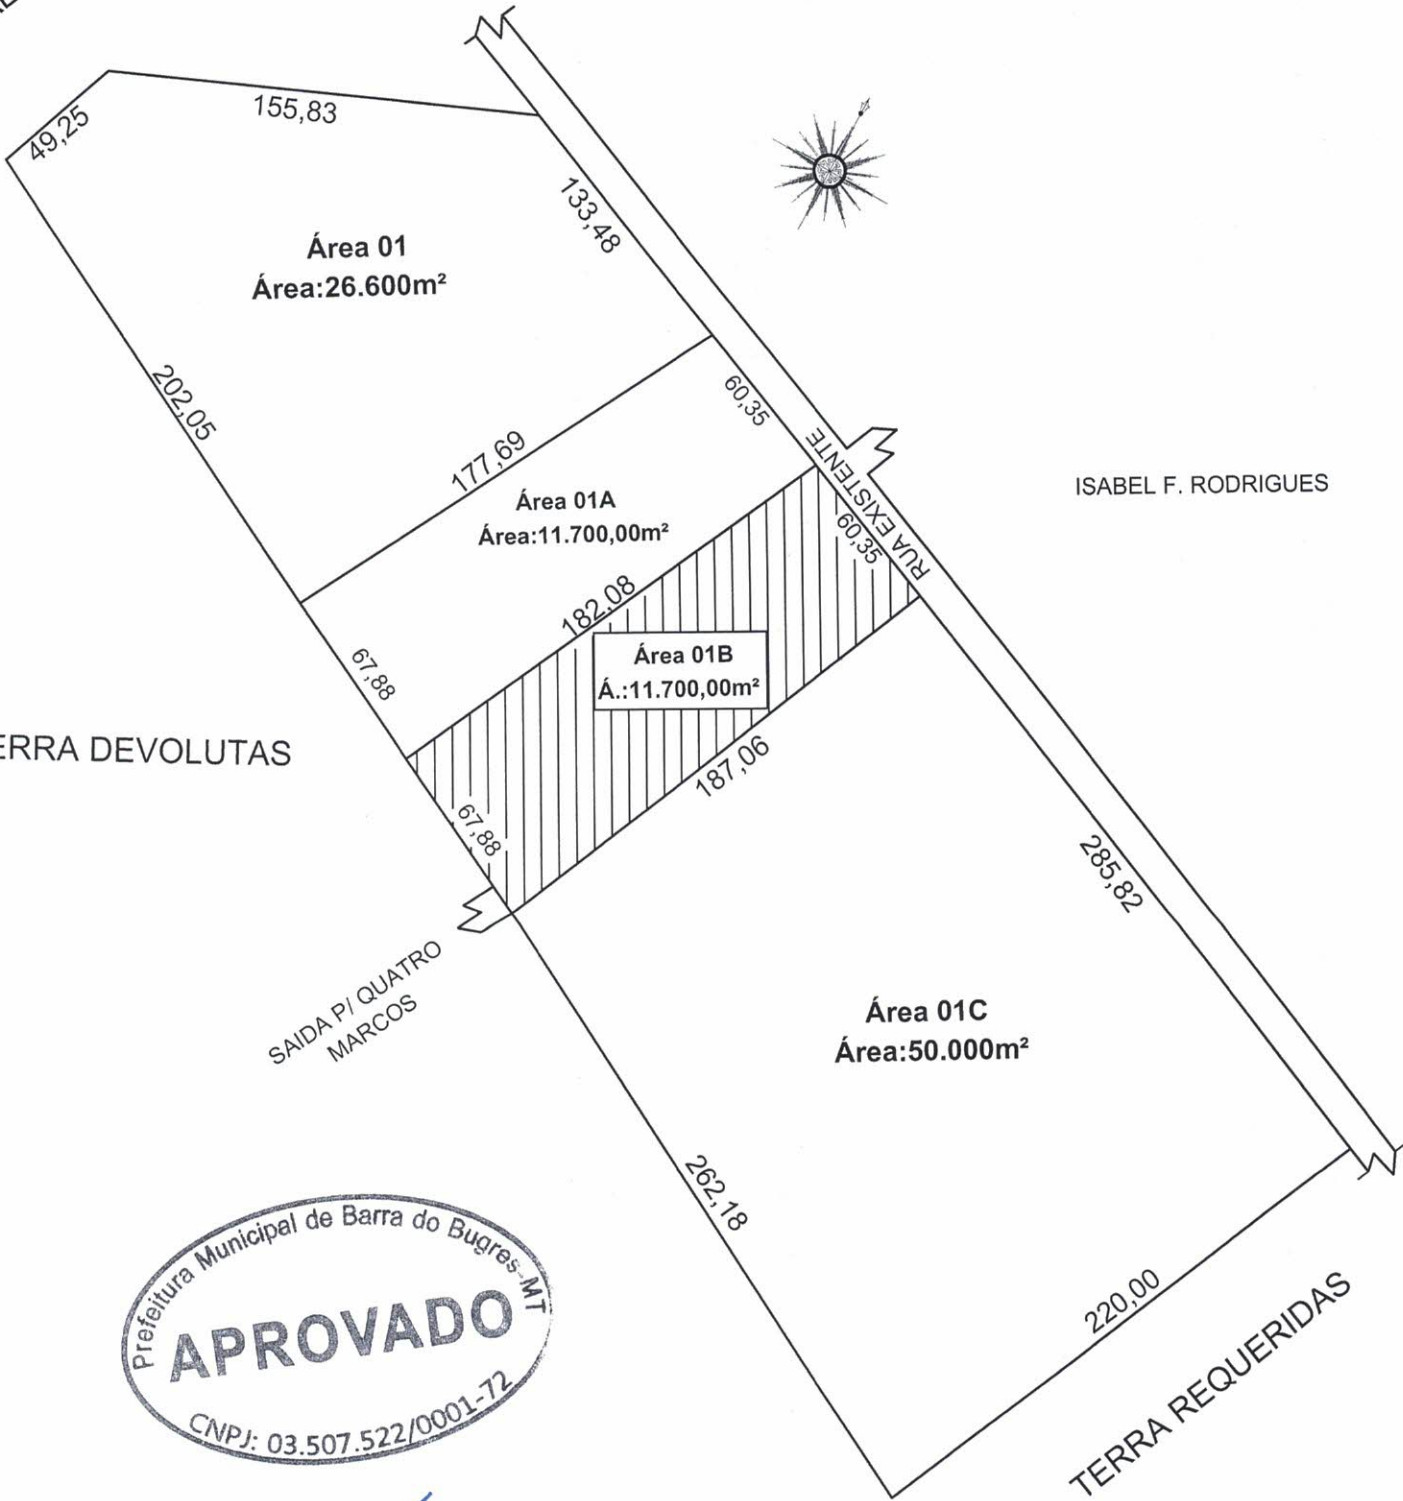 155,83
49,25
133,48
Área 01
Área:26.600m²
202,05
60,35
177,69
RUA EXISTENTE
ISABEL F. RODRIGUES
Área 01A
Área:11.700,00m²
60,35
182,08
Área 01B
Á.:11.700,00m²
67,88
ERRA DEVOLUTAS
187,06
67,88
285,82
SAIDA P/ QUATRO
MARCOS
Área 01C
Área:50.000m²
262,18
220,00
TERRA REQUERIDAS
Prefeitura Municipal de Barra do Bugres-MT
APROVADO
CNPJ: 03.507.522/0001-72